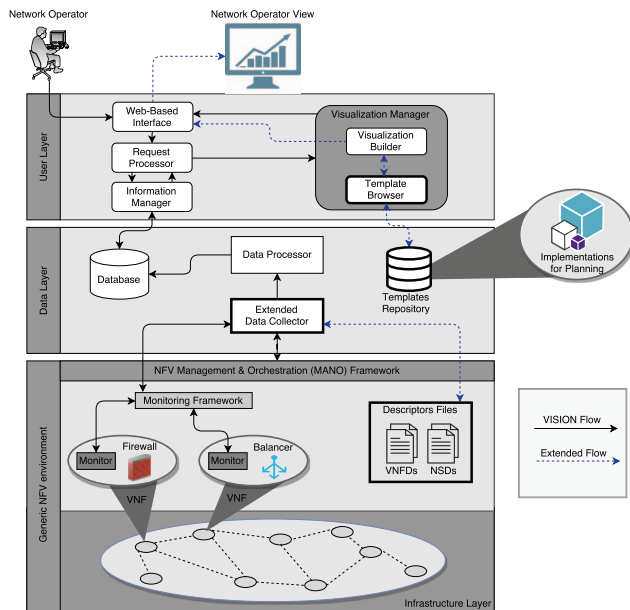 Network Operator
Network Operator View
User Layer
Web-Based
Interface
Request
Processor
Information
Manager
Visualization Manager
Visualization
Builder
Template
Browser
Implementations
for Planning
Data Layer
Database
Data Processor
Extended
Data Collector
Templates
Repository
Generic NFV environment
NFV Management & Orchestration (MANO) Framework
Monitoring Framework
Monitor
Firewall
VNF
Monitor
Balancer
VNF
Descriptors Files
VNFDs
NSDs
VISION Flow
Extended Flow
Infrastructure Layer